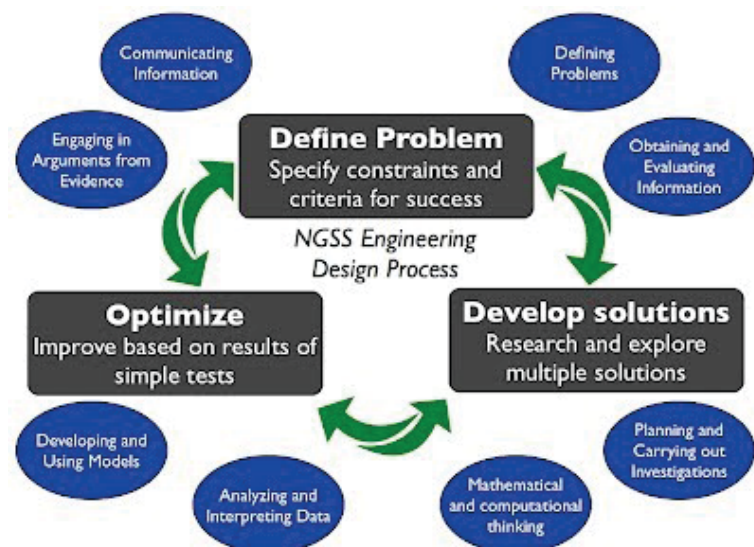 Communicating
Information
Defining
Problems
Engaging in
Arguments from
Evidence
Define Problem
Specify constraints and
criteria for success
Obtaining and
Evaluating
Information
NGSS Engineering
Design Process
Optimize
Improve based on results of
simple tests
Develop solutions
Research and explore
multiple solutions
Developing and
Using Models
Analyzing and
Interpreting Data
Mathematical
and computational
thinking
Planning and
Carrying out
Investigations